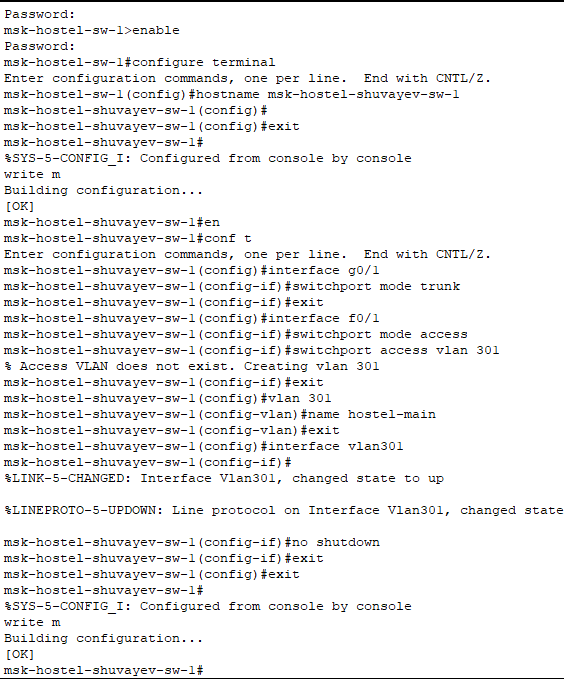 Password:
msk-hostel-sw-1>enable
Password:
msk-hostel-sw-1#configure terminal
Enter configuration commands, one per line.  End with CNTL/Z.
msk-hostel-sw-1(config)#hostname msk-hostel-shuvayev-sw-1
msk-hostel-shuvayev-sw-1(config)#
msk-hostel-shuvayev-sw-1(config)#exit
msk-hostel-shuvayev-sw-1#
%SYS-5-CONFIG_I: Configured from console by console
write m
Building configuration...
[OK]
msk-hostel-shuvayev-sw-1#en
msk-hostel-shuvayev-sw-1#conf t
Enter configuration commands, one per line.  End with CNTL/Z.
msk-hostel-shuvayev-sw-1(config)#interface g0/1
msk-hostel-shuvayev-sw-1(config-if)#switchport mode trunk
msk-hostel-shuvayev-sw-1(config-if)#exit
msk-hostel-shuvayev-sw-1(config)#interface f0/1
msk-hostel-shuvayev-sw-1(config-if)#switchport mode access
msk-hostel-shuvayev-sw-1(config-if)#switchport access vlan 301
% Access VLAN does not exist. Creating vlan 301
msk-hostel-shuvayev-sw-1(config-if)#exit
msk-hostel-shuvayev-sw-1(config)#vlan 301
msk-hostel-shuvayev-sw-1(config-vlan)#name hostel-main
msk-hostel-shuvayev-sw-1(config-vlan)#exit
msk-hostel-shuvayev-sw-1(config)#interface vlan301
msk-hostel-shuvayev-sw-1(config-if)#
%LINK-5-CHANGED: Interface Vlan301, changed state to up
%LINEPROTO-5-UPDOWN: Line protocol on Interface Vlan301, changed state
msk-hostel-shuvayev-sw-1(config-if)#no shutdown
msk-hostel-shuvayev-sw-1(config-if)#exit
msk-hostel-shuvayev-sw-1(config)#exit
msk-hostel-shuvayev-sw-1#
%SYS-5-CONFIG_I: Configured from console by console
write m
Building configuration...
[OK]
msk-hostel-shuvayev-sw-1#